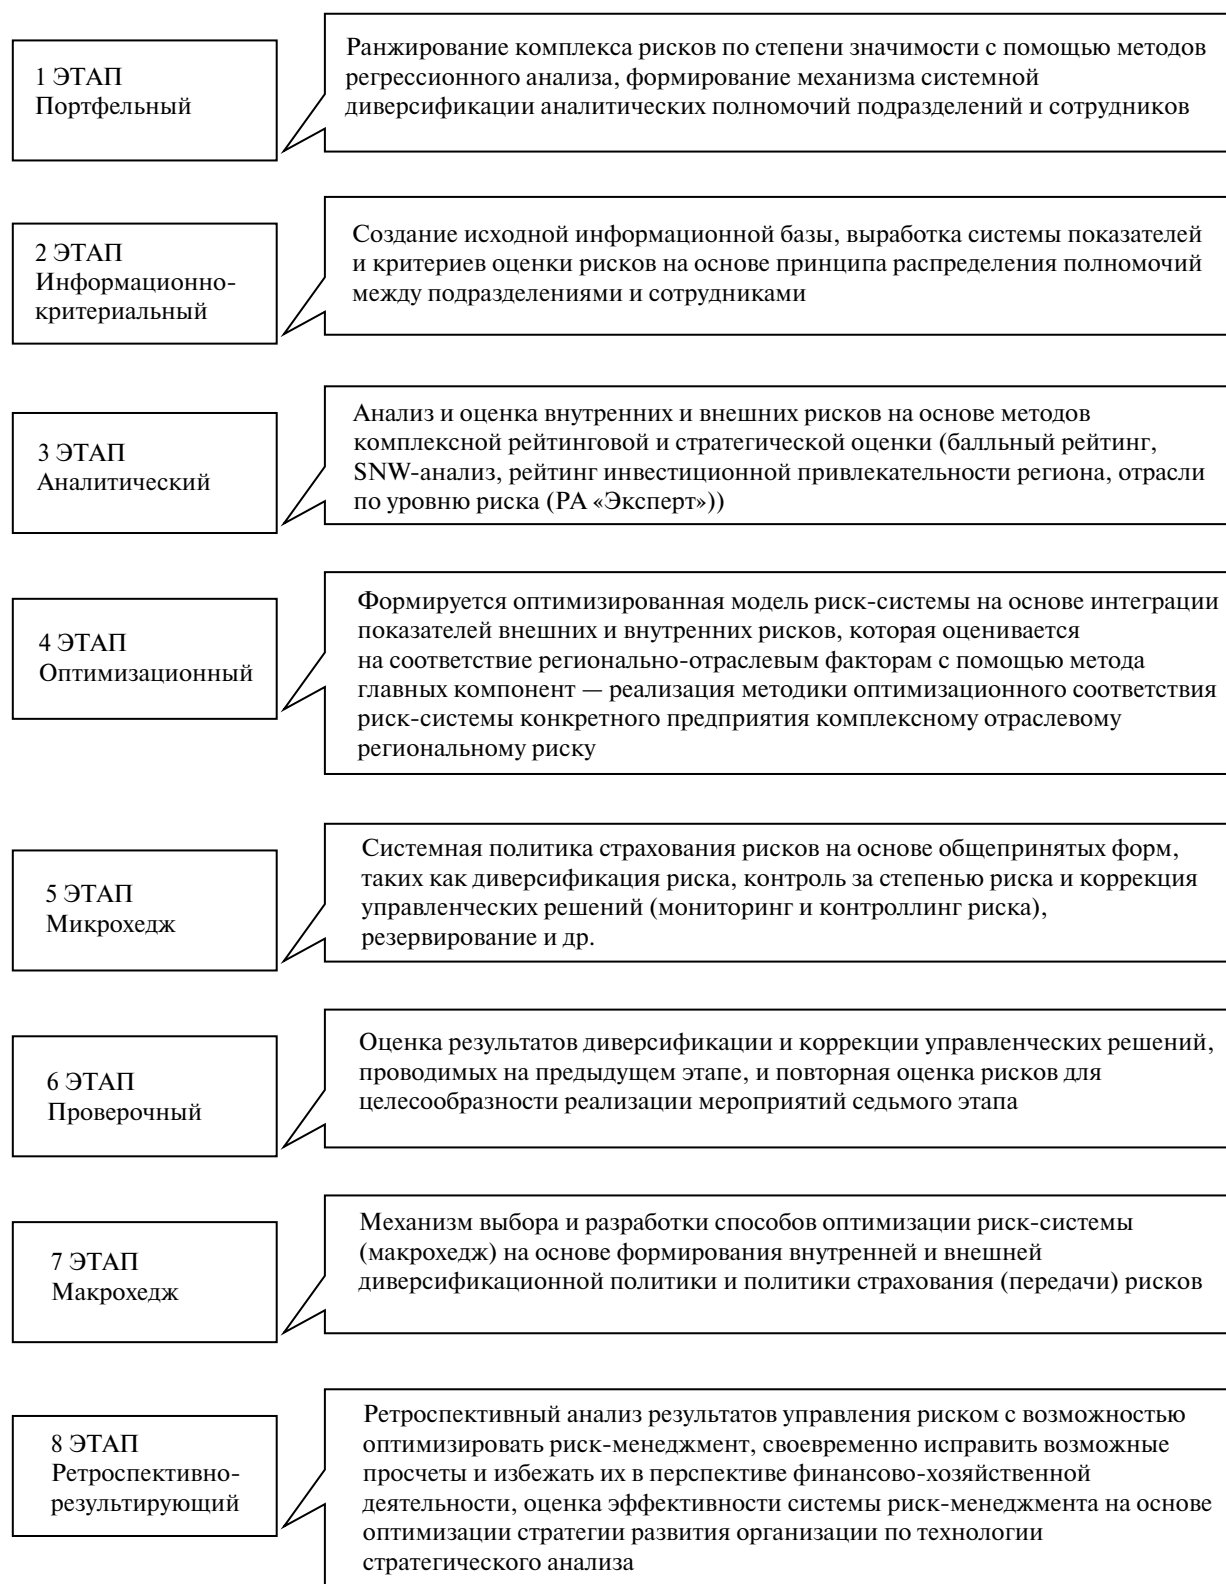 1 ЭТАП
Портфельный
Ранжирование комплекса рисков по степени значимости с помощью методов
регрессионного анализа, формирование механизма системной
диверсификации аналитических полномочий подразделений и сотрудников
2 ЭТАП
Информационно-
критериальный
Создание исходной информационной базы, выработка системы показателей
и критериев оценки рисков на основе принципа распределения полномочий
между подразделениями и сотрудниками
3 ЭТАП
Аналитический
Анализ и оценка внутренних и внешних рисков на основе методов
комплексной рейтинговой и стратегической оценки (балльный рейтинг,
SNW-анализ, рейтинг инвестиционной привлекательности региона, отрасли
по уровню риска (РА «Эксперт»))
4 ЭТАП
Оптимизационный
Формируется оптимизированная модель риск-системы на основе интеграции
показателей внешних и внутренних рисков, которая оценивается
на соответствие регионально-отраслевым факторам с помощью метода
главных компонент — реализация методики оптимизационного соответствия
риск-системы конкретного предприятия комплексному отраслевому
региональному риску
5 ЭТАП
Микрохедж
Системная политика страхования рисков на основе общепринятых форм,
таких как диверсификация риска, контроль за степенью риска и коррекция
управленческих решений (мониторинг и контроллинг риска),
резервирование и др.
6 ЭТАП
Проверочный
Оценка результатов диверсификации и коррекции управленческих решений,
проводимых на предыдущем этапе, и повторная оценка рисков для
целесообразности реализации мероприятий седьмого этапа
7 ЭТАП
Макрохедж
Механизм выбора и разработки способов оптимизации риск-системы
(макрохедж) на основе формирования внутренней и внешней
диверсификационной политики и политики страхования (передачи) рисков
8 ЭТАП
Ретроспективно-
результирующий
Ретроспективный анализ результатов управления риском с возможностью
оптимизировать риск-менеджмент, своевременно исправить возможные
просчеты и избежать их в перспективе финансово-хозяйственной
деятельности, оценка эффективности системы риск-менеджмента на основе
оптимизации стратегии развития организации по технологии
стратегического анализа